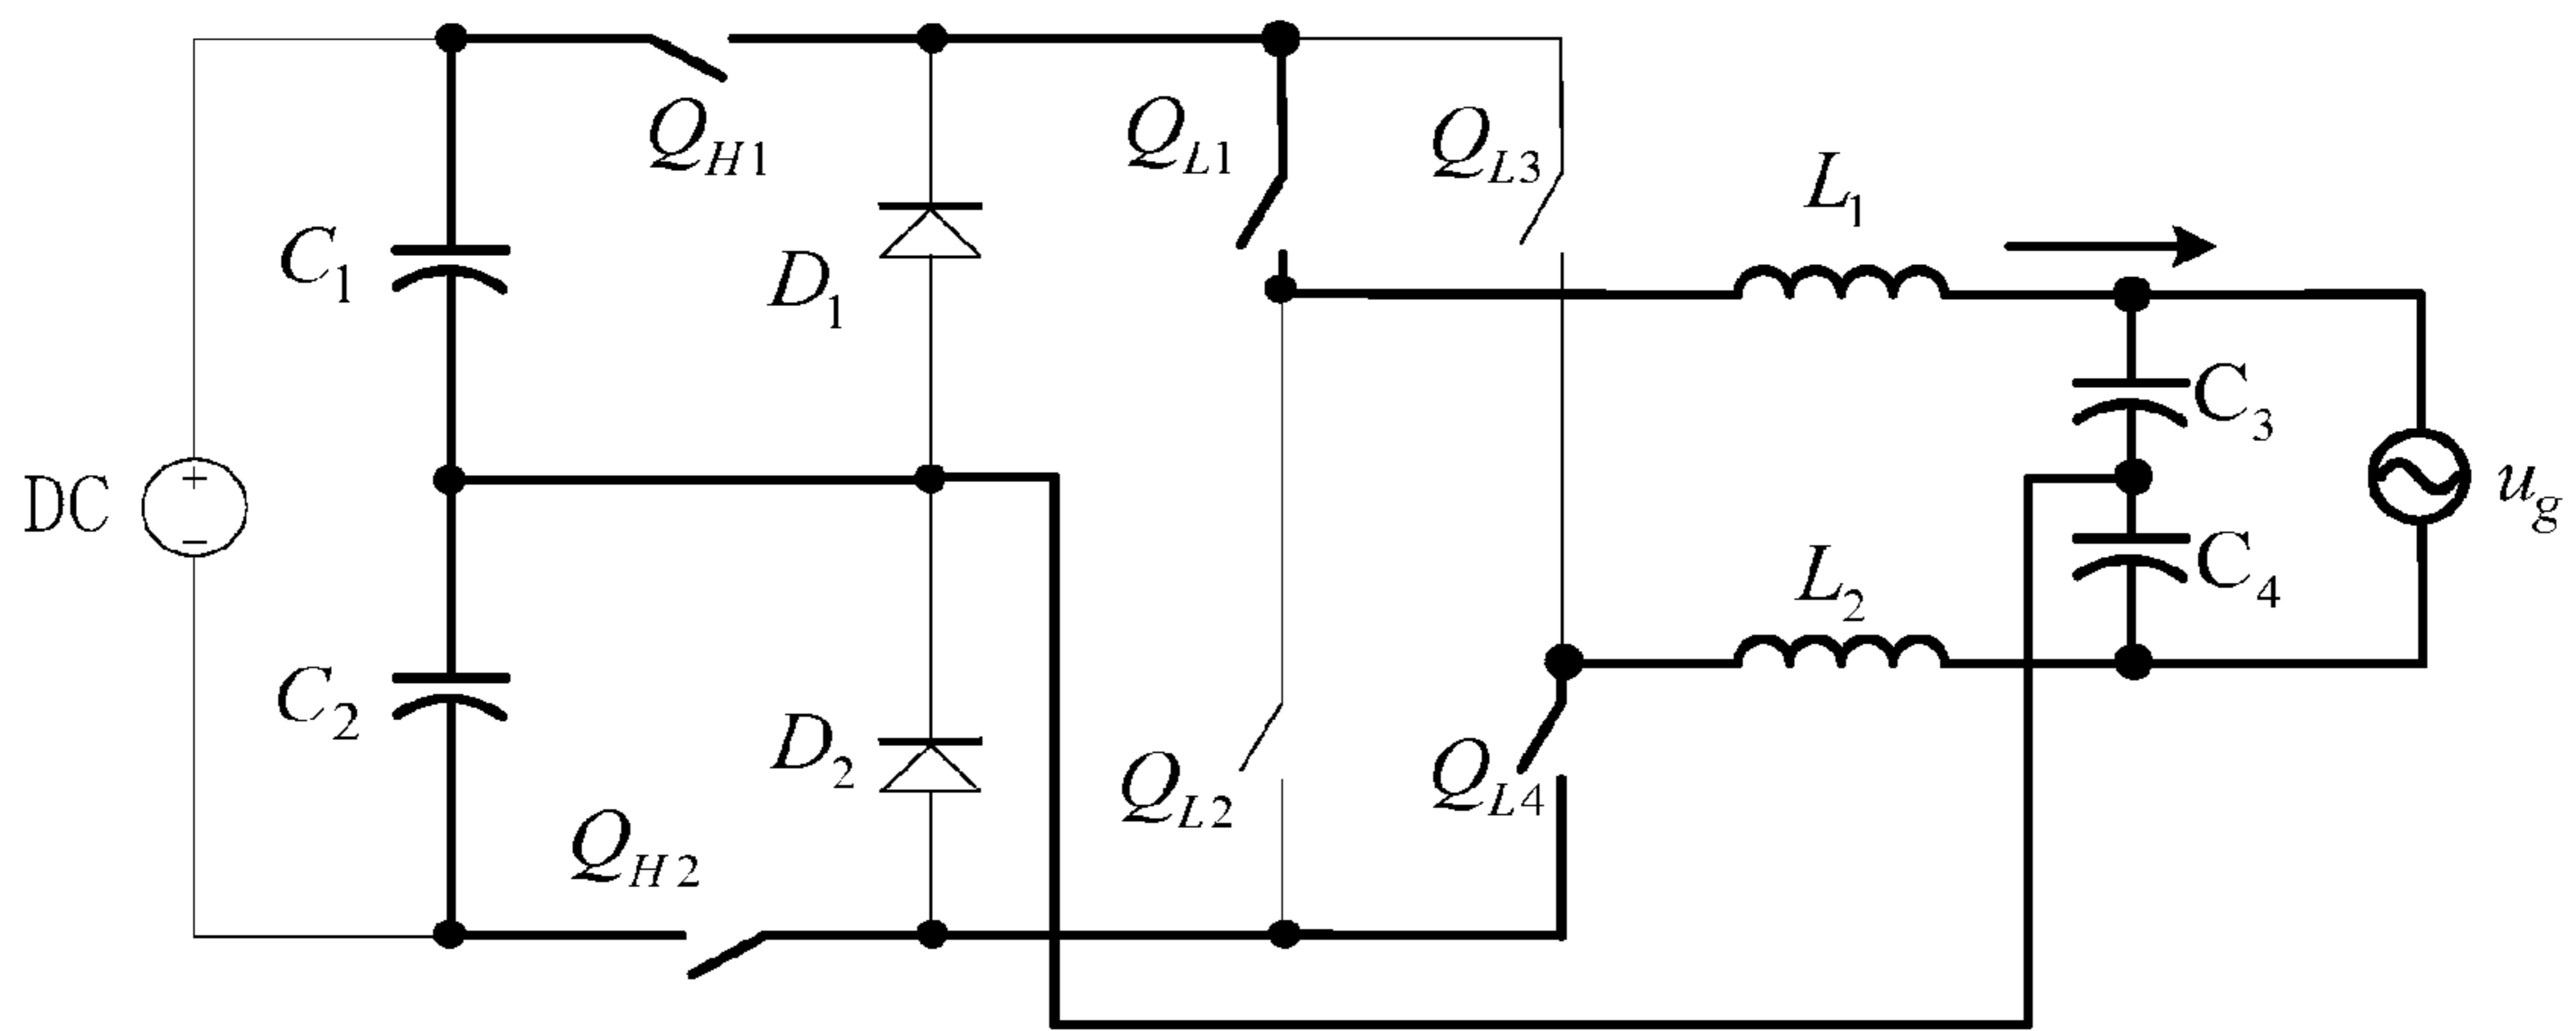 Q_H1
Q_L1
Q_L3
L_1
C_1
D_1
C_3
DC
+
−
u_g
C_4
L_2
C_2
D_2
Q_L2
Q_L4
Q_H2